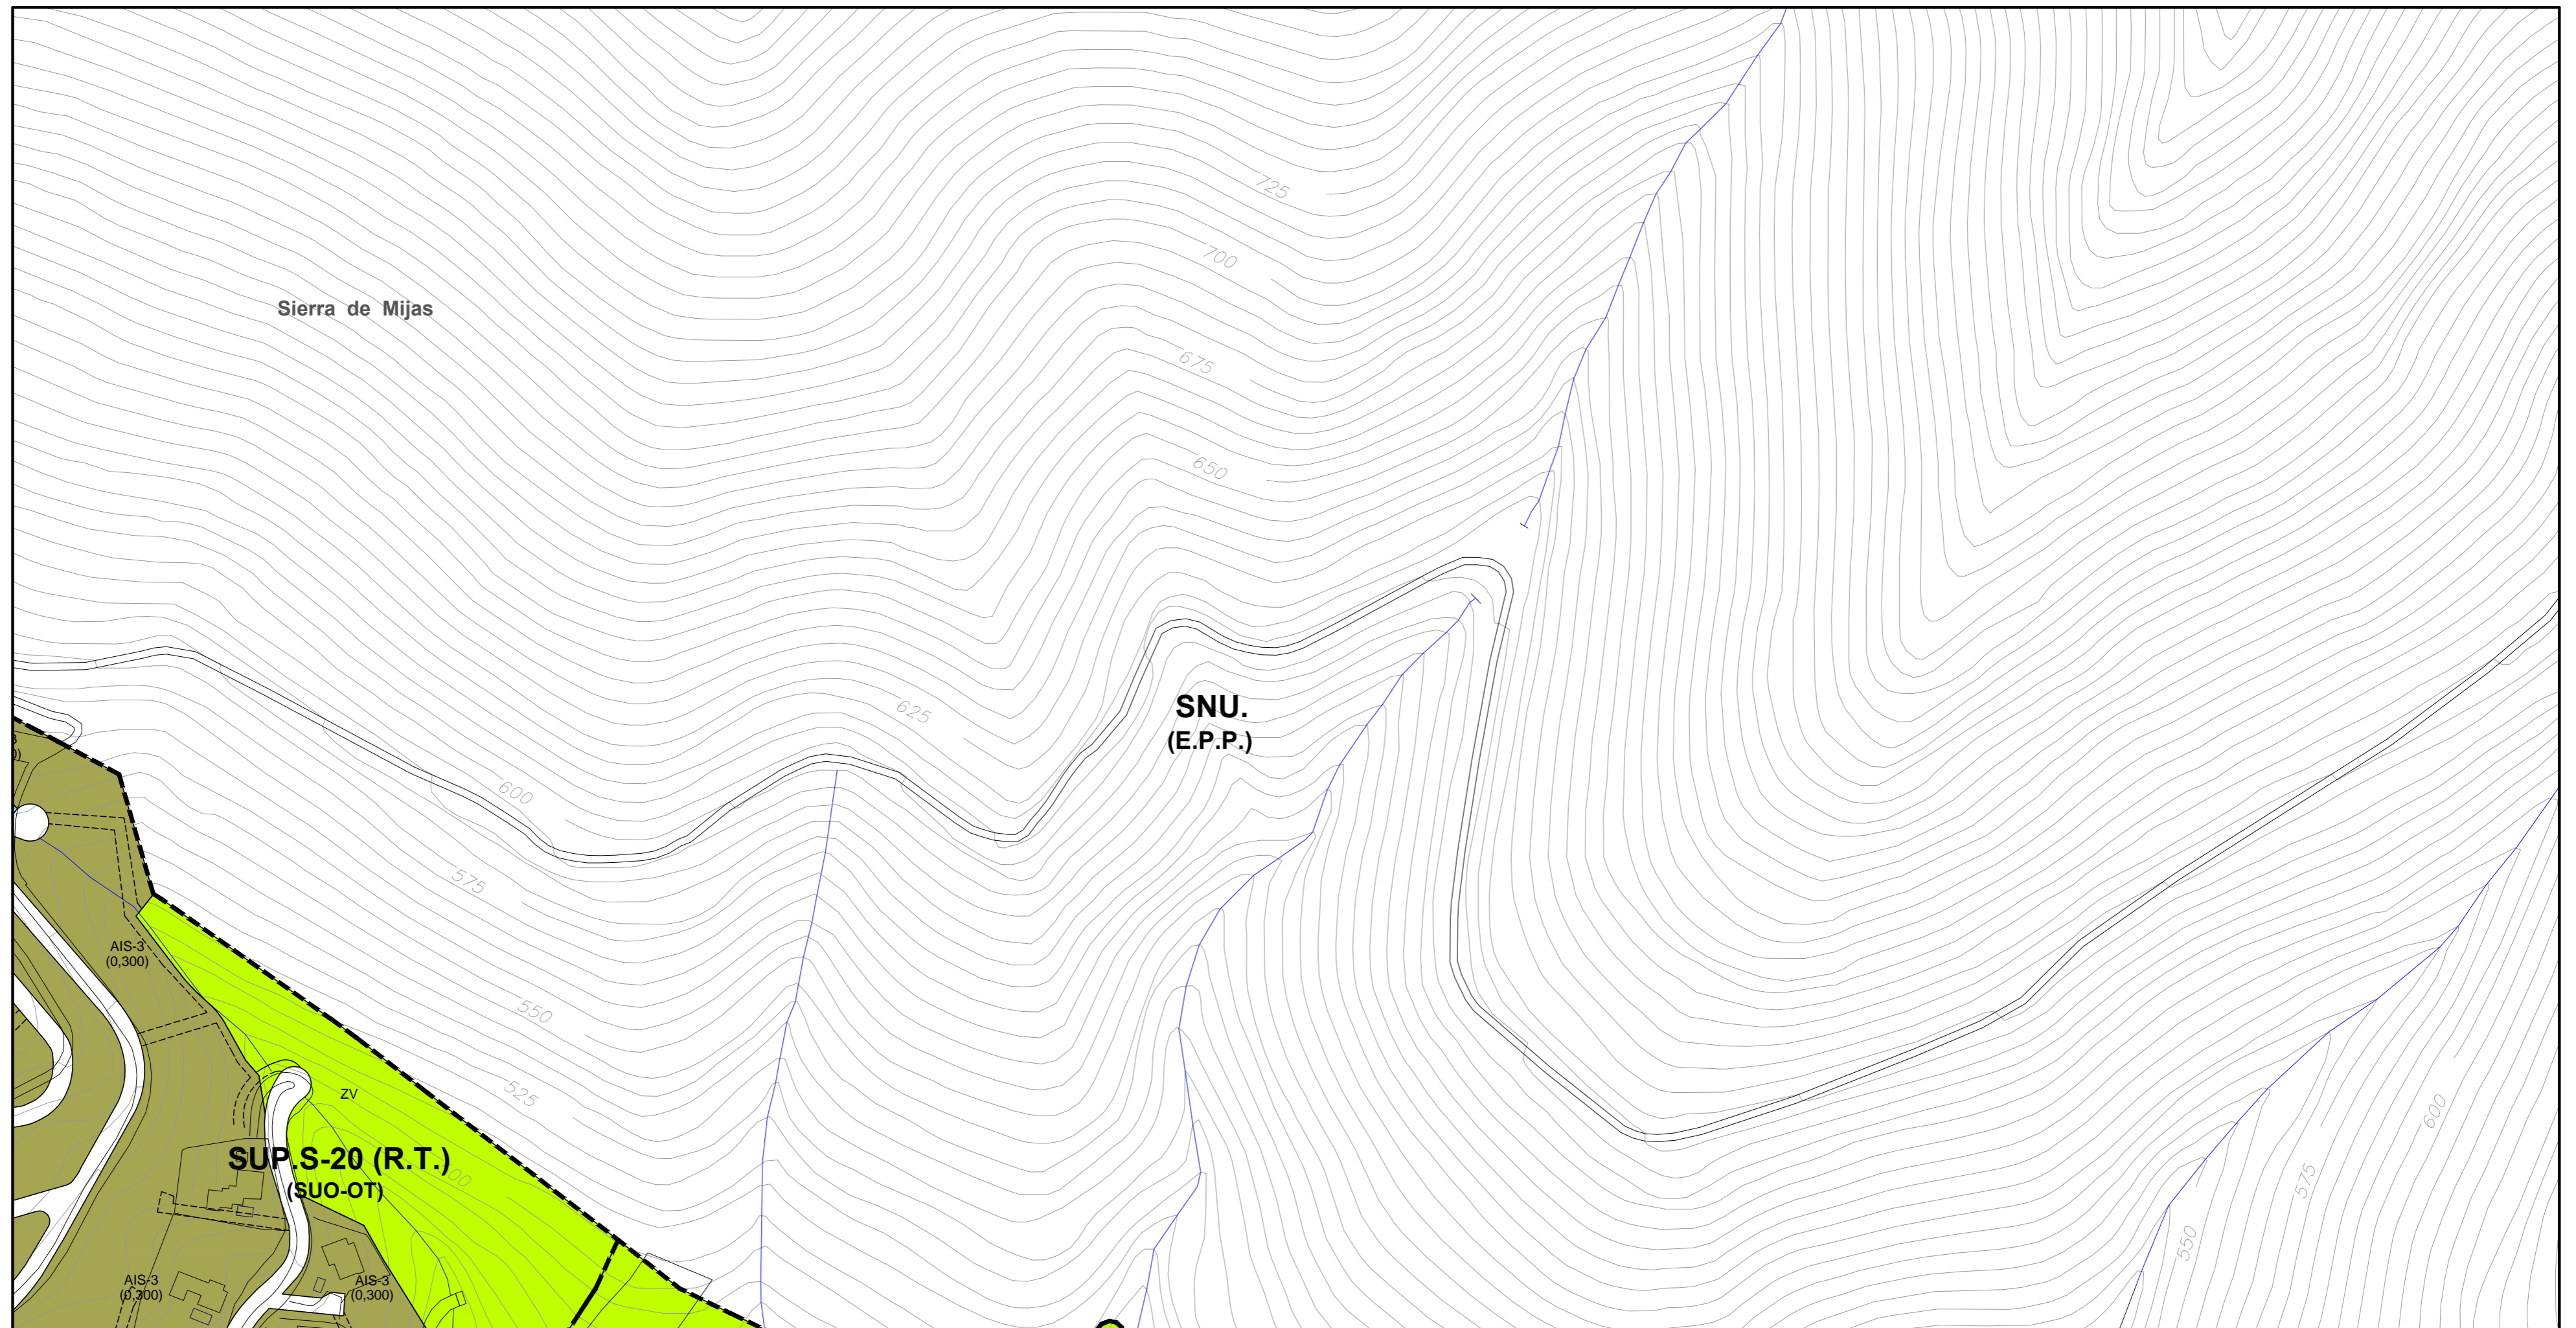 725
700
Sierra de Mijas
675
650
SNU.
(E.P.P.)
625
600
575
AIS-3
(0,300)
550
525
ZV
600
SUP.S-20 (R.T.)
(SUO-OT)
575
550
AIS-3
(0,300)
AIS-3
(0,300)